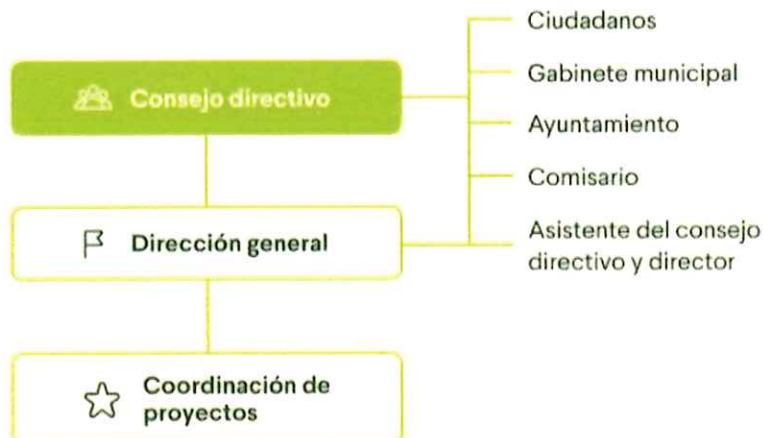 Ciudadanos
Gabinete municipal
Consejo directivo
Ayuntamiento
Comisario
Dirección general
Asistente del consejo
directivo y director
Coordinación de
proyectos